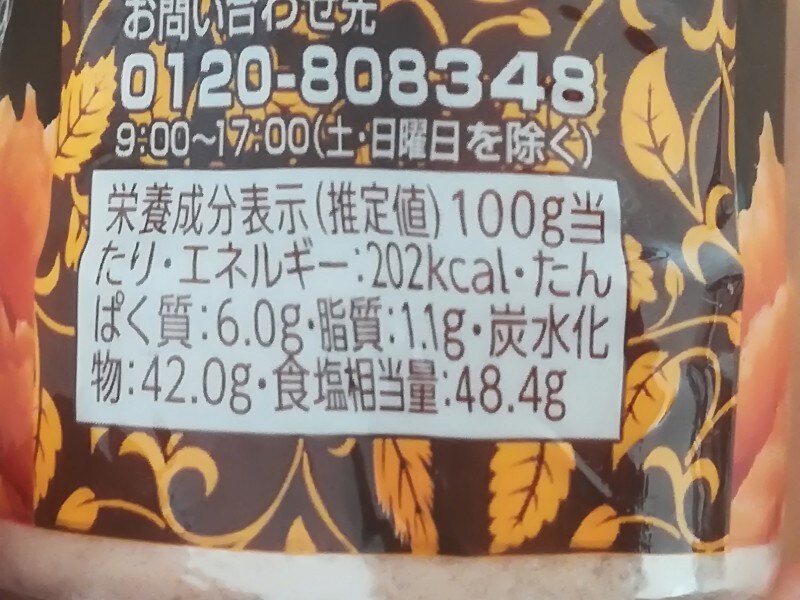 お問い合わせ先
0120-808348
9:00~17:00(土・日曜日を除く)
栄養成分表示(推定値)100g当
たり・エネルギー:202kcal・たん
ぱく質:6.0g・脂質:1.1g・炭水化
物:42.0g・食塩相当量:48.4g